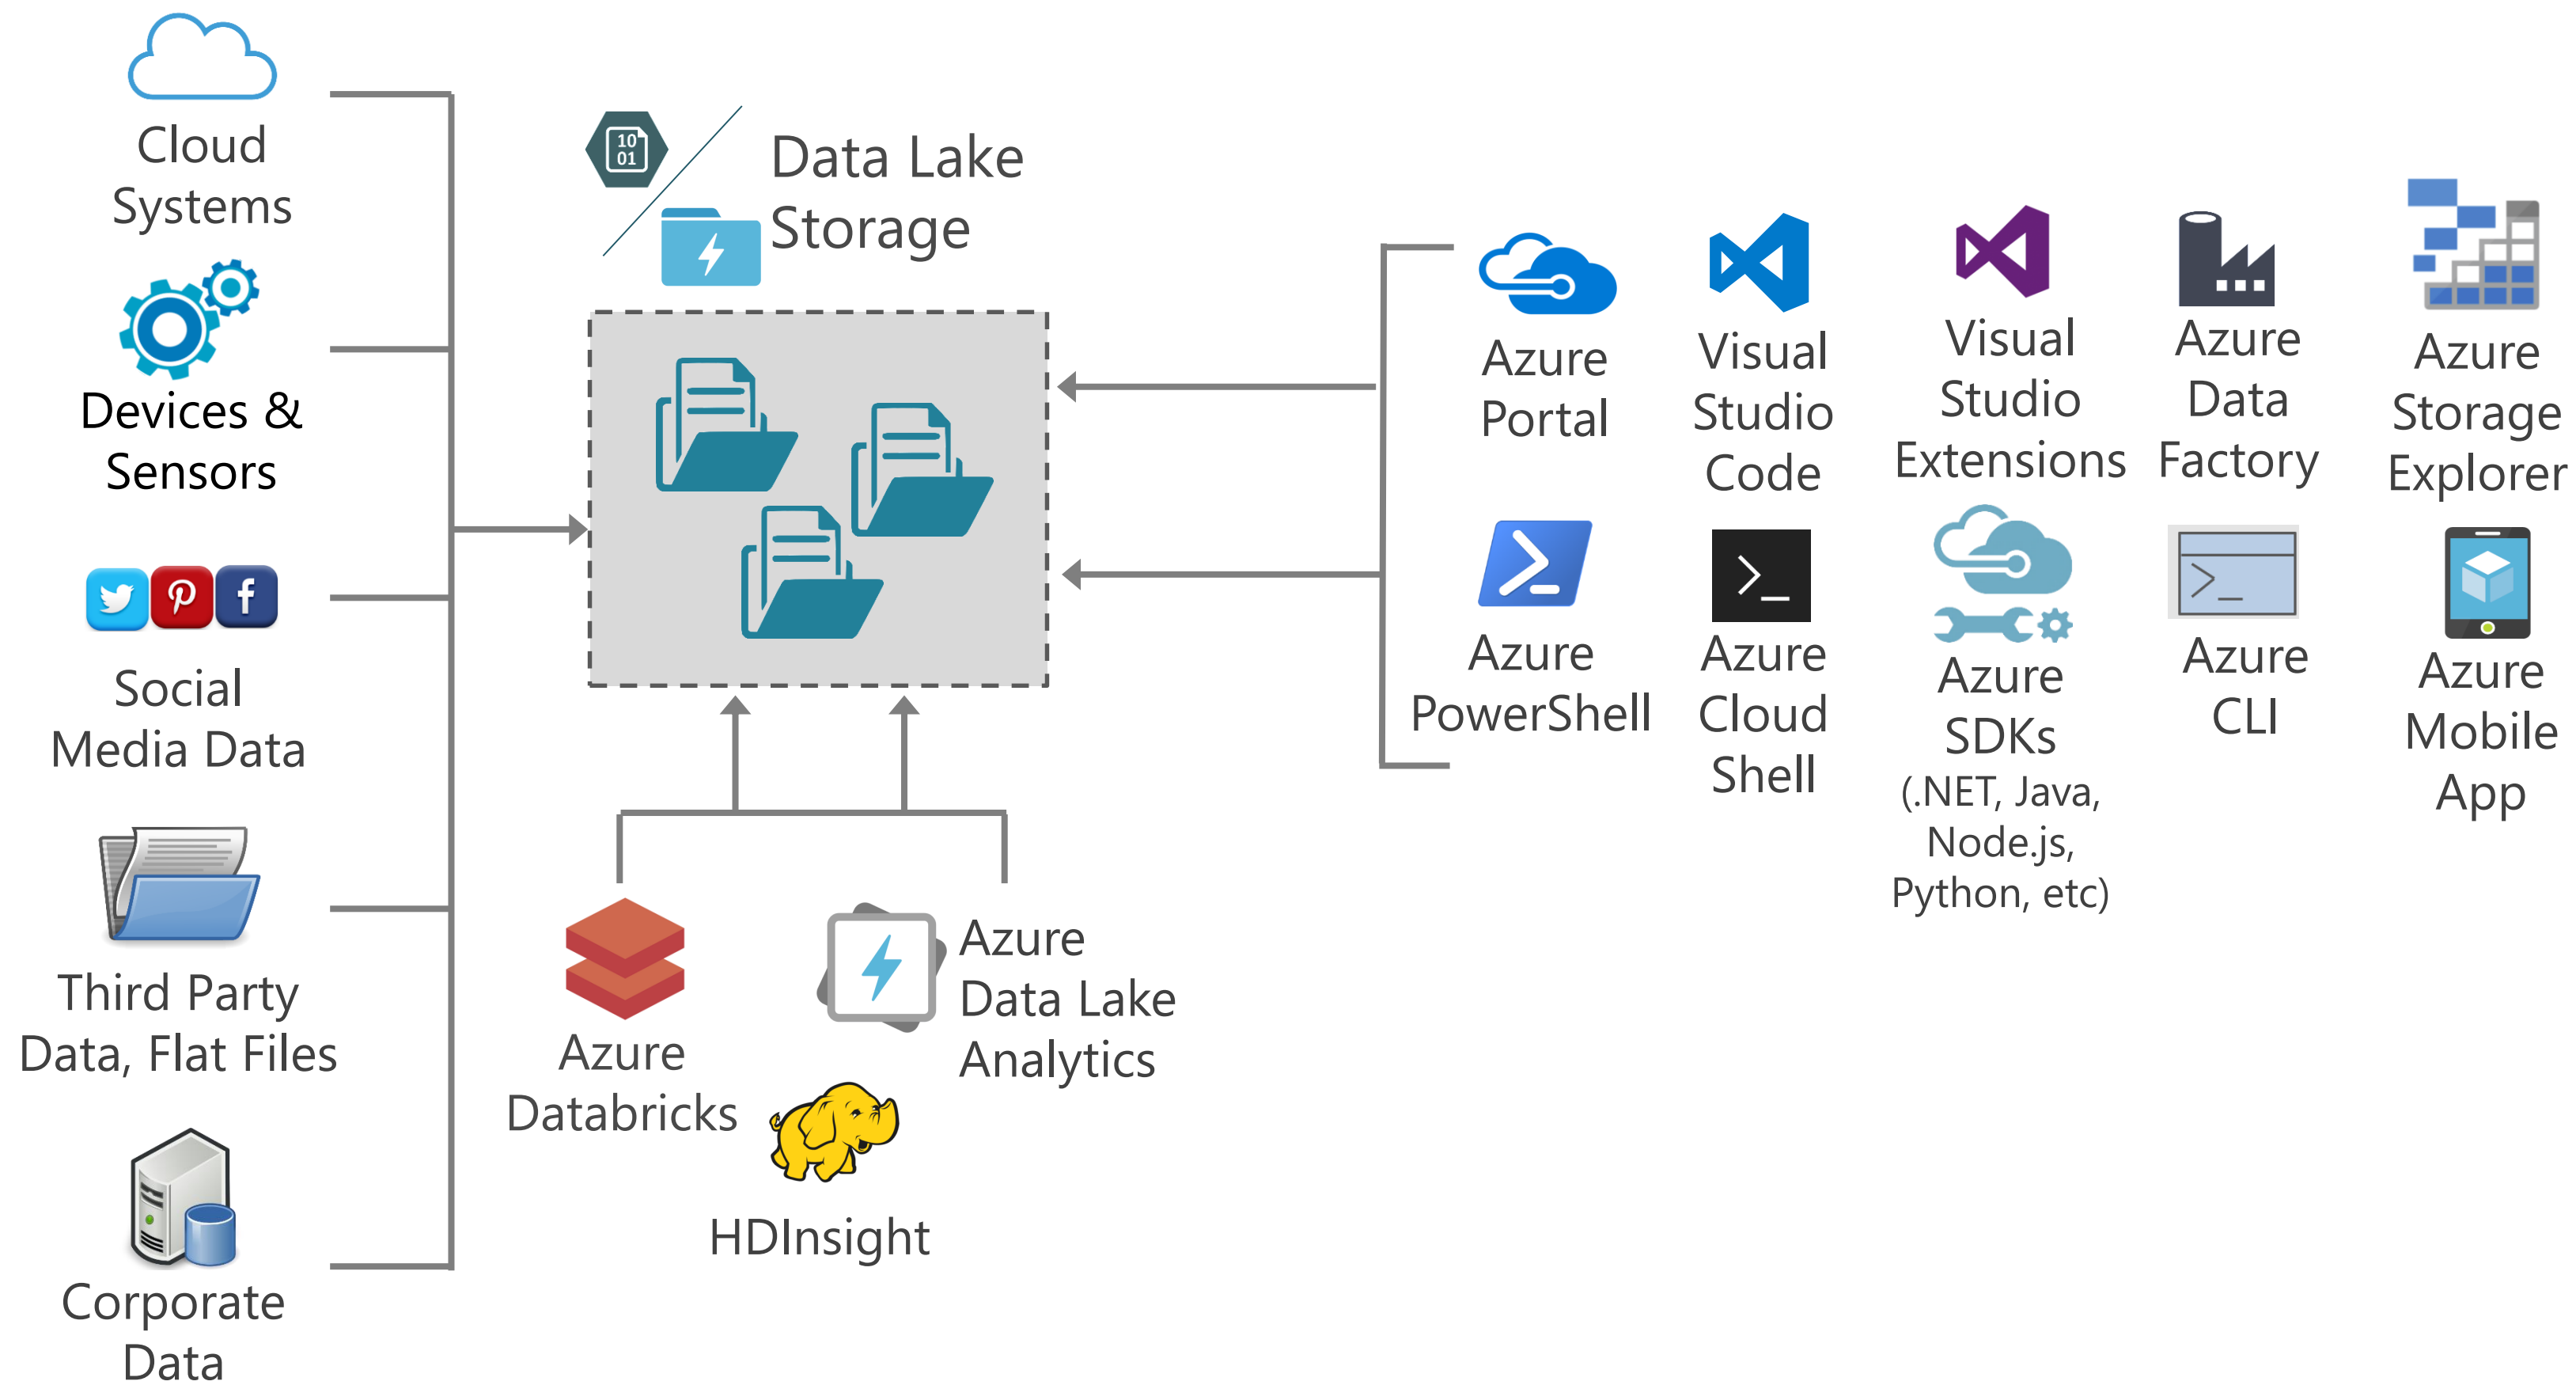 Cloud
Systems
Devices &
Sensors
Social
Media Data
Third Party
Data, Flat Files
Corporate
Data
10
01
Data Lake
Storage
Azure
Databricks
Azure
Data Lake
Analytics
HDInsight
Azure
Portal
Visual
Studio
Code
Visual
Studio
Extensions
Azure
Data
Factory
Azure
Storage
Explorer
Azure
PowerShell
>_
Azure
Cloud
Shell
Azure
SDKs
(.NET, Java,
Node.js,
Python, etc)
>_
Azure
CLI
Azure
Mobile
App